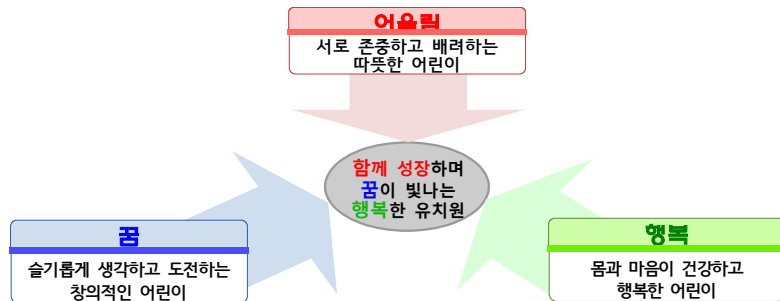 어울림
서로 존중하고 배려하는
따뜻한 어린이
함께 성장하며
꿈이 빛나는
행복한 유치원
꿈
슬기롭게 생각하고 도전하는
창의적인 어린이
행복
몸과 마음이 건강하고
행복한 어린이